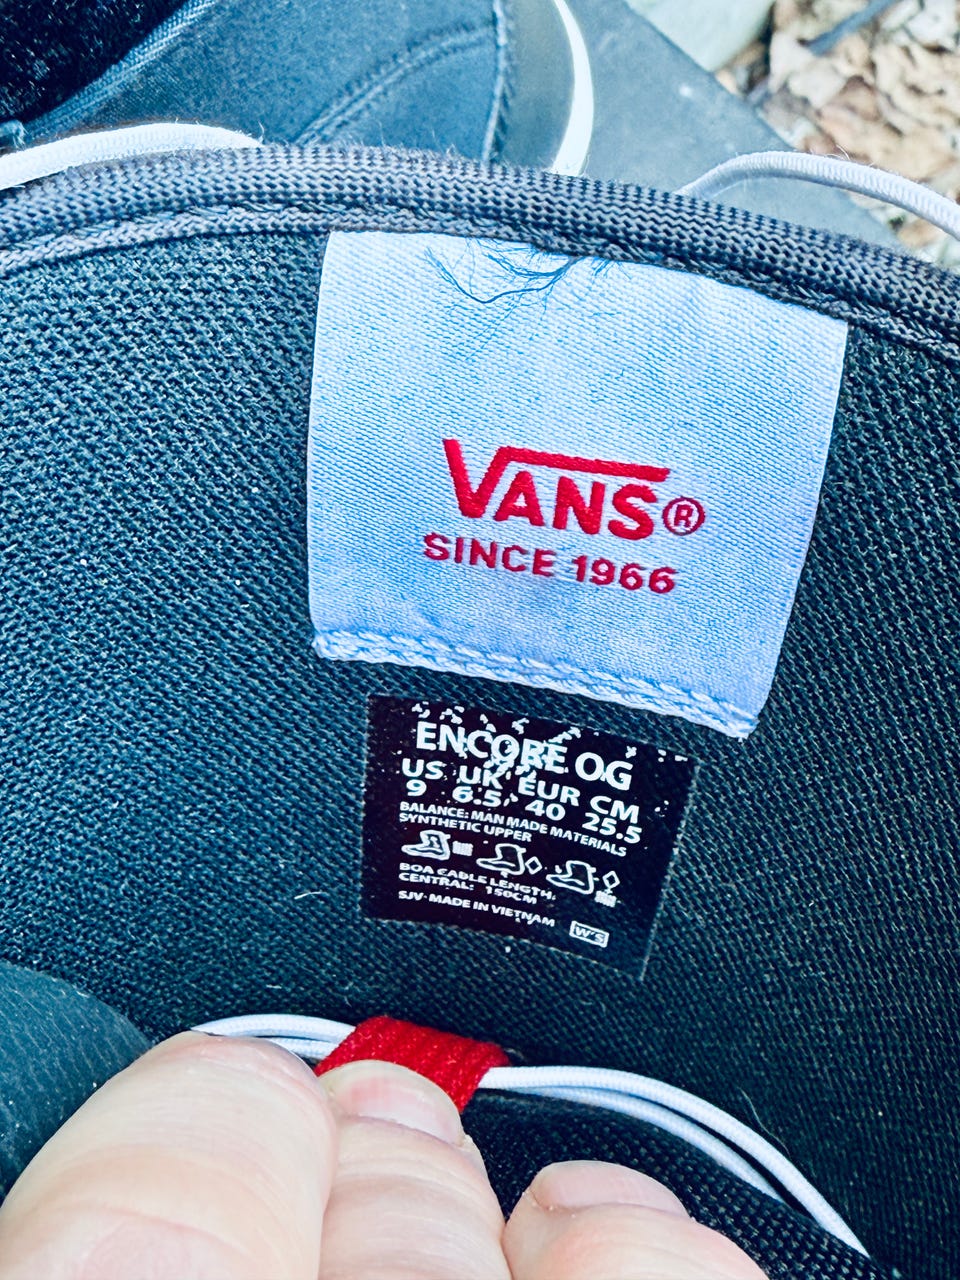 VANS®
SINCE 1966
ENCORE OG
US UK EUR CM
9 6.5 40 25.5
BALANCE: MAN MADE MATERIALS
SYNTHETIC UPPER
BOA CABLE LENGTH:
CENTRAL: 150CM
SJV-MADE IN VIETNAM
W'S